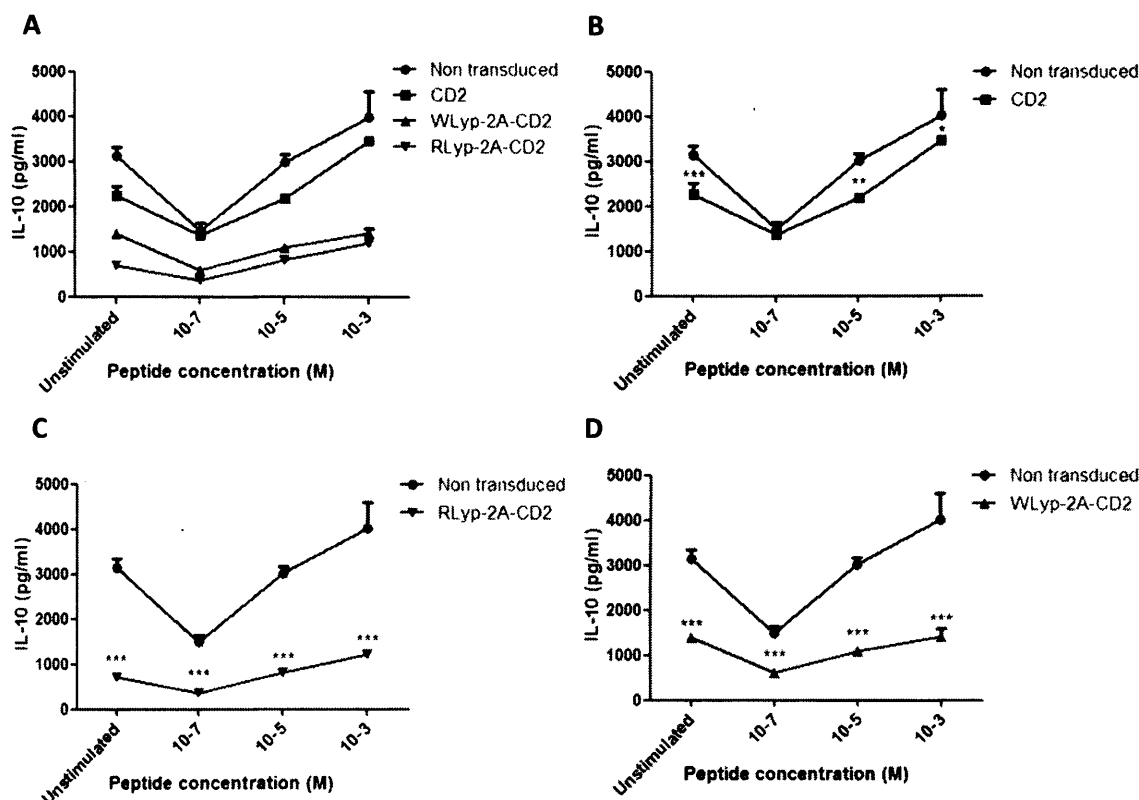 A
5000
4000
3000
2000
1000
0
IL-10 (pg/ml)
Non transduced
CD2
WLyp-2A-CD2
RLyp-2A-CD2
Unstimulated
10-7
10-5
10-3
Peptide concentration (M)
B
5000
4000
3000
2000
1000
0
IL-10 (pg/ml)
Non transduced
CD2
***
**
*
Unstimulated
10-7
10-5
10-3
Peptide concentration (M)
C
5000
4000
3000
2000
1000
0
IL-10 (pg/ml)
Non transduced
RLyp-2A-CD2
***
***
***
***
Unstimulated
10-7
10-5
10-3
Peptide concentration (M)
D
5000
4000
3000
2000
1000
0
IL-10 (pg/ml)
Non transduced
WLyp-2A-CD2
***
***
***
***
Unstimulated
10-7
10-5
10-3
Peptide concentration (M)